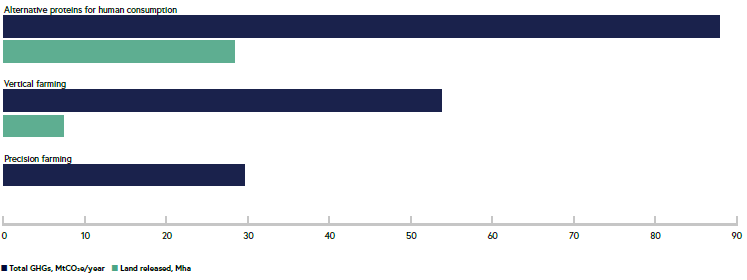 Alternative proteins for human consumption
Vertical farming
Precision farming
0 10 20 30 40 50 60 70 80 90
Total GHGs, MtCO₂e/year Land released, Mha